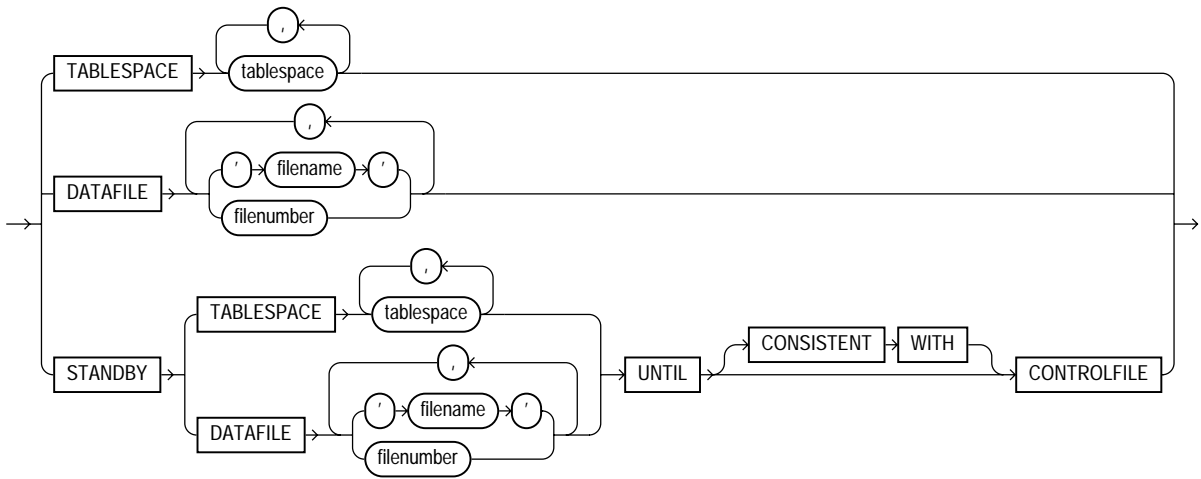 ,
TABLESPACE tablespace
,
' filename '
DATAFILE
filenumber
,
TABLESPACE tablespace
CONSISTENT WITH
STANDBY UNTIL CONTROLFILE
,
' filename '
DATAFILE
filenumber